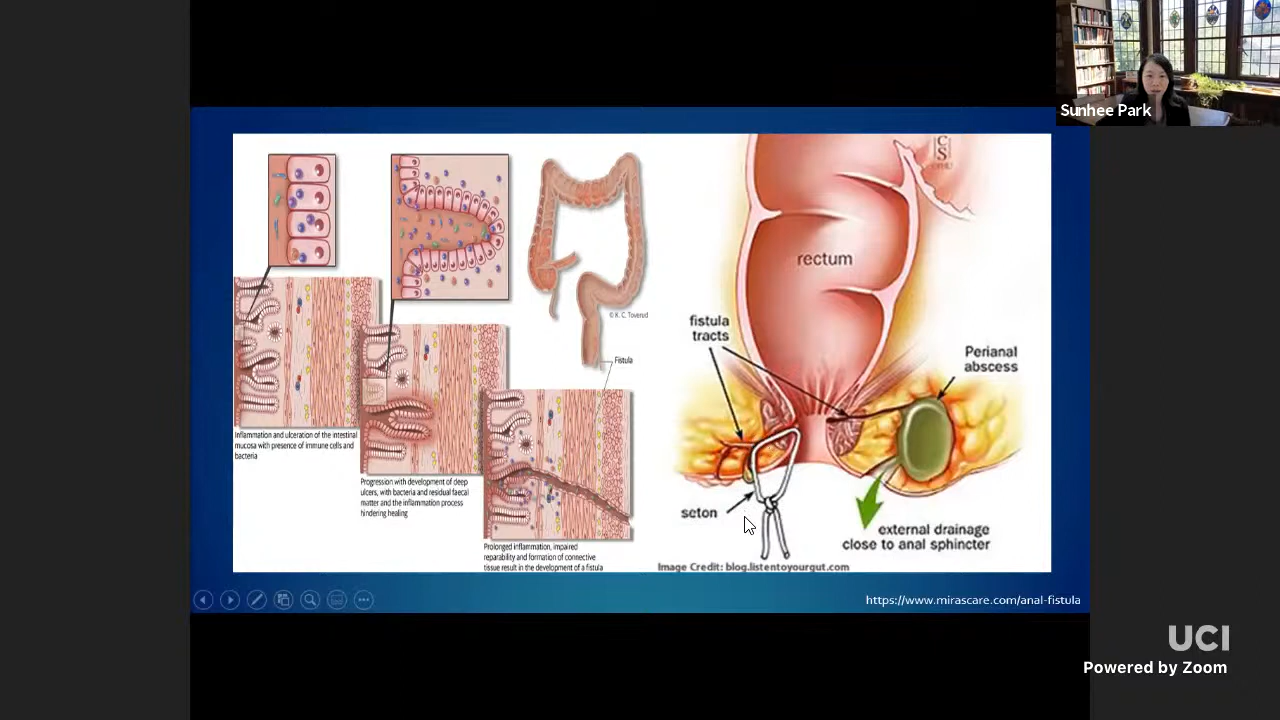 Sunhee Park
© K. C. Toverud
Fistula
Inflammation and ulceration of the intestinal
mucosa with presence of immune cells and
bacteria
Progression with development of deep
ulcers, with bacteria and residual faecal
matter and the inflammation process
hindering healing
Prolonged inflammation, impaired
reparability and formation of connective
tissue result in the development of a fistula
rectum
fistula
tracts
Perianal
abscess
seton
external drainage
close to anal sphincter
Image Credit: blog.listentoyourgut.com
https://www.mirascare.com/anal-fistula
UCI
Powered by Zoom